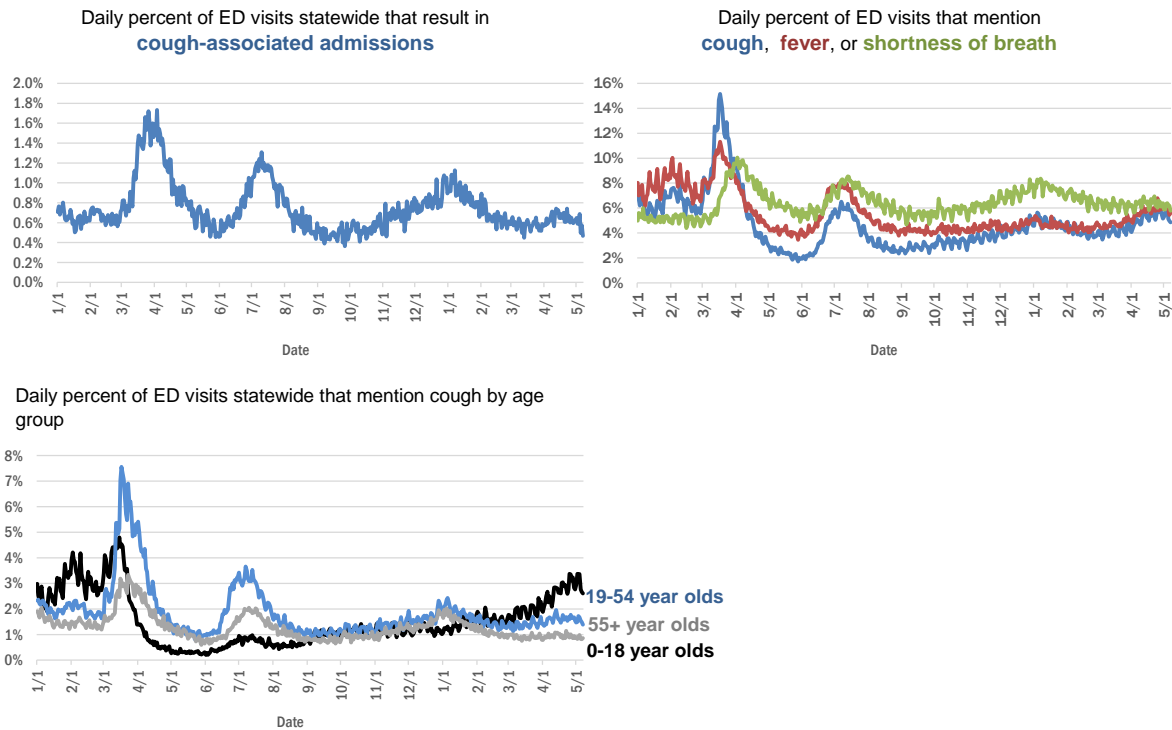 Daily percent of ED visits statewide that result in
cough-associated admissions
2.0%
1.8%
1.6%
1.4%
1.2%
1.0%
0.8%
0.6%
0.4%
0.2%
0.0%
1/1 2/1 3/1 4/1 5/1 6/1 7/1 8/1 9/1 10/1 11/1 12/1 1/1 2/1 3/1 4/1 5/1
Date
Daily percent of ED visits that mention
cough, fever, or shortness of breath
16%
14%
12%
10%
8%
6%
4%
2%
0%
1/1 2/1 3/1 4/1 5/1 6/1 7/1 8/1 9/1 10/1 11/1 12/1 1/1 2/1 3/1 4/1 5/1
Date
Daily percent of ED visits statewide that mention cough by age
group
8%
7%
6%
5%
4%
3%
2%
1%
0%
19-54 year olds
55+ year olds
0-18 year olds
1/1 2/1 3/1 4/1 5/1 6/1 7/1 8/1 9/1 10/1 11/1 12/1 1/1 2/1 3/1 4/1 5/1
Date